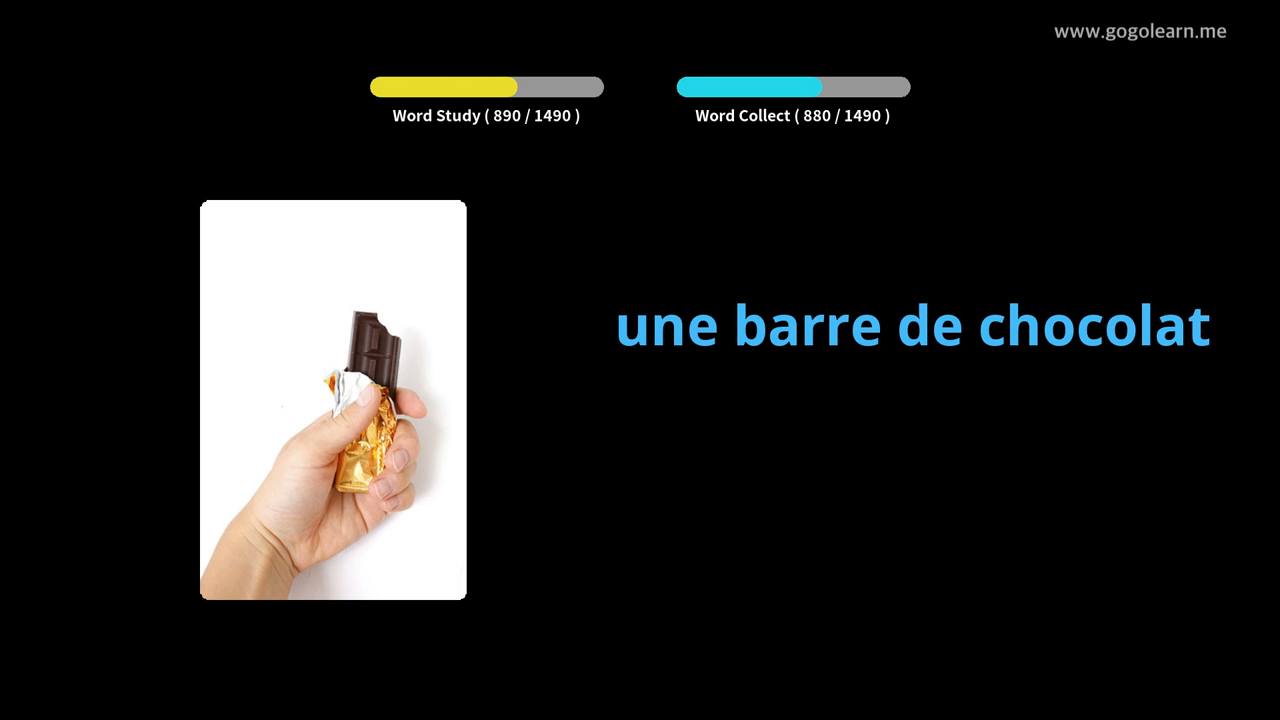 www.gogolearn.me
Word Study ( 890 / 1490 )
Word Collect ( 880 / 1490 )
une barre de chocolat